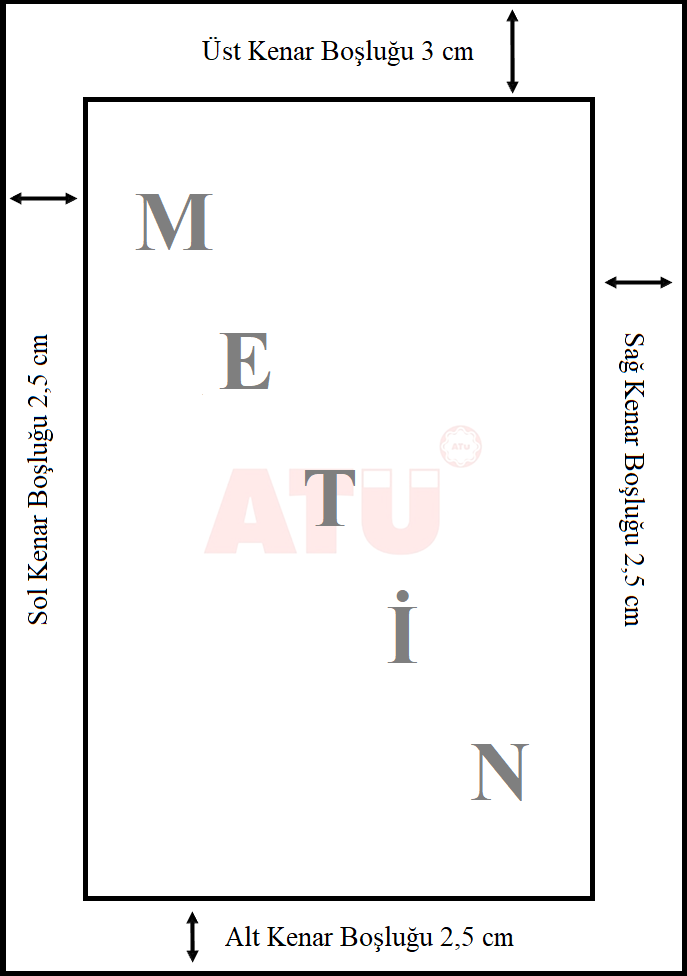 Üst Kenar Boşluğu 3 cm
M
E
ATU
T
ATÜ
İ
N
Sol Kenar Boşluğu 2,5 cm
Sağ Kenar Boşluğu 2,5 cm
Alt Kenar Boşluğu 2,5 cm